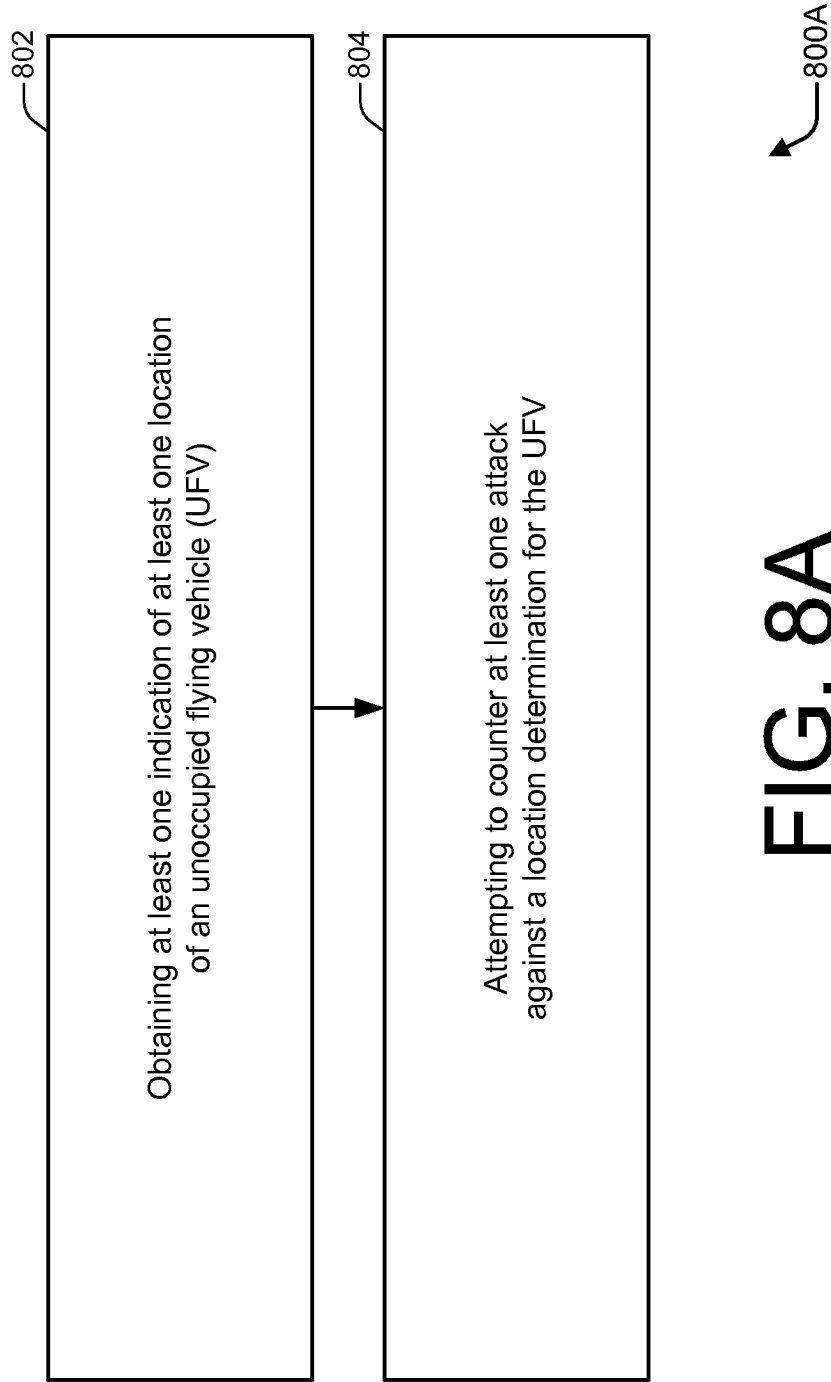 802
Obtaining at least one indication of at least one location
of an unoccupied flying vehicle (UFV)
804
Attempting to counter at least one attack
against a location determination for the UFV
800A
FIG. 8A